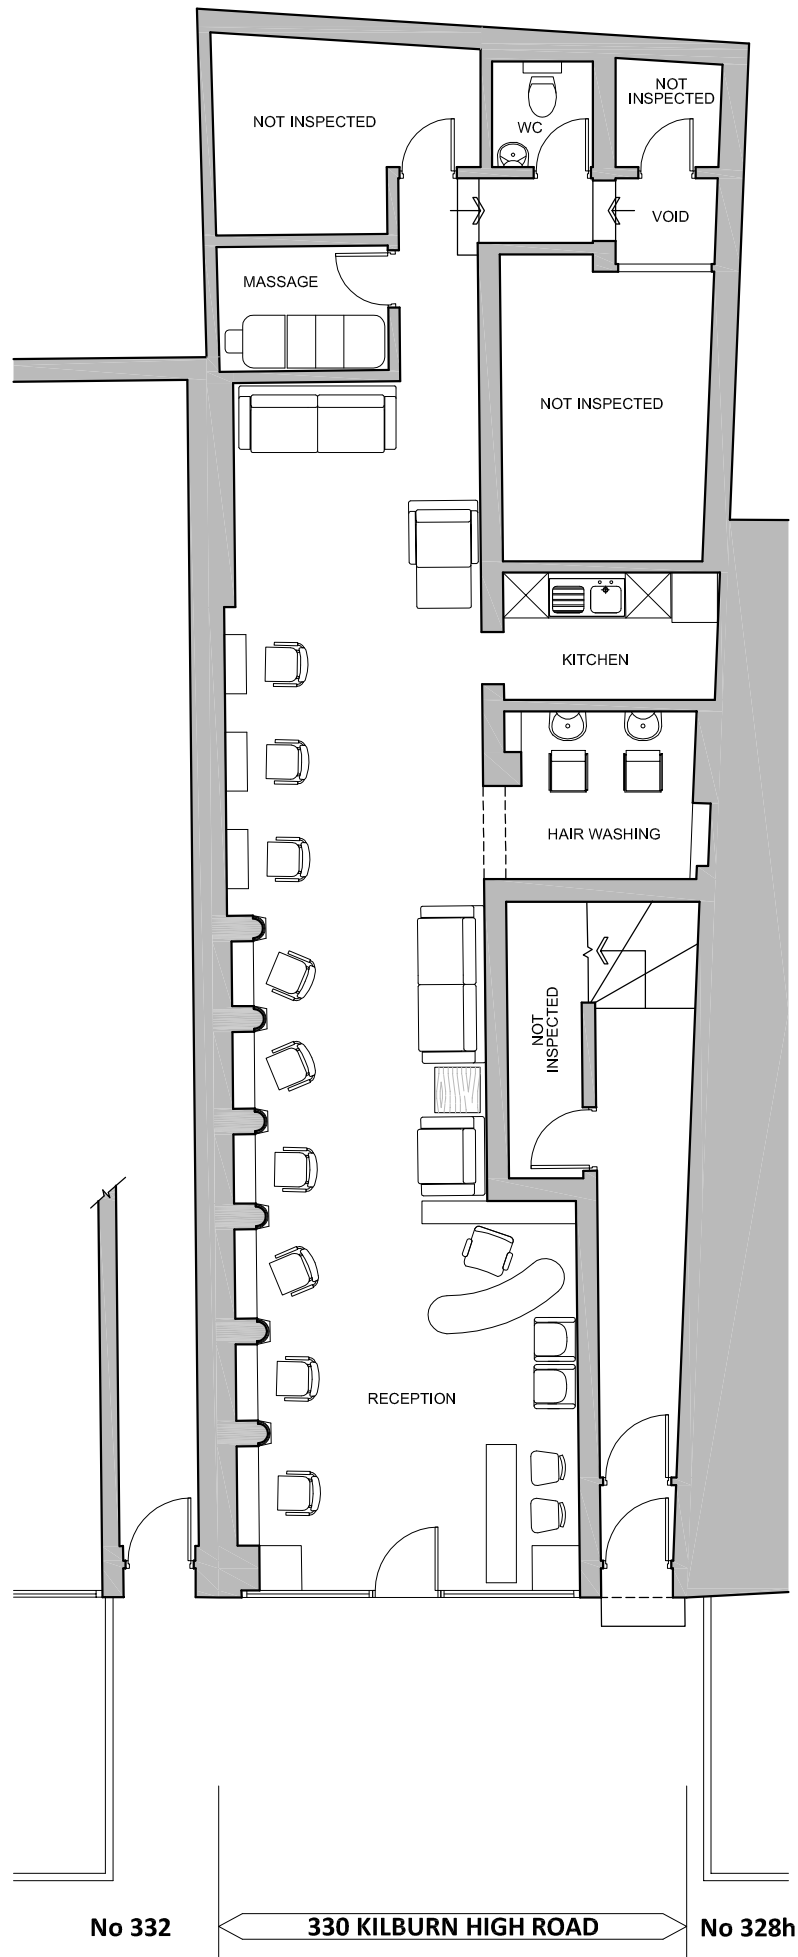 NOT
INSPECTED
NOT INSPECTED
WC
VOID
MASSAGE
NOT INSPECTED
KITCHEN
HAIR WASHING
NOT
INSPECTED
RECEPTION
No 332
330 KILBURN HIGH ROAD
No 328h